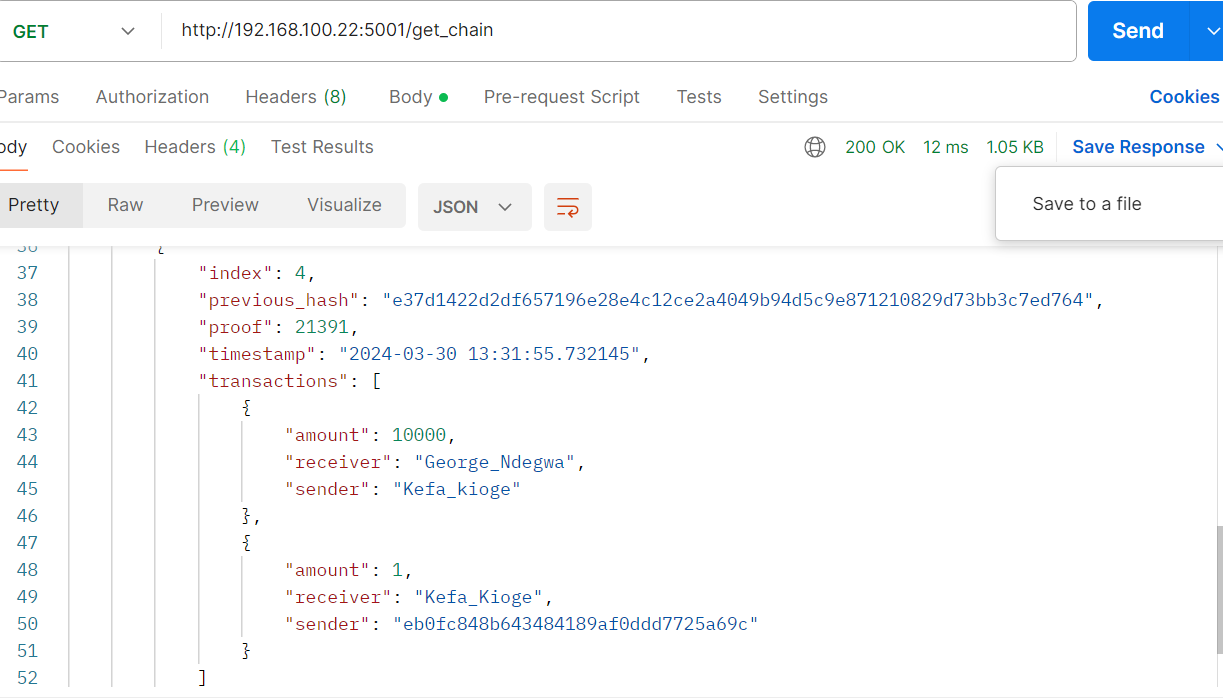 GET http://192.168.100.22:5001/get_chain Send
Params Authorization Headers (8) Body Pre-request Script Tests Settings Cookies
ody Cookies Headers (4) Test Results 200 OK 12 ms 1.05 KB Save Response
Pretty Raw Preview Visualize JSON Save to a file
36 {
37 "index": 4,
38 "previous_hash": "e37d1422d2df657196e28e4c12ce2a4049b94d5c9e871210829d73bb3c7ed764",
39 "proof": 21391,
40 "timestamp": "2024-03-30 13:31:55.732145",
41 "transactions": [
42 {
43 "amount": 10000,
44 "receiver": "George_Ndegwa",
45 "sender": "Kefa_kioge"
46 },
47 {
48 "amount": 1,
49 "receiver": "Kefa_Kioge",
50 "sender": "eb0fc848b643484189af0ddd7725a69c"
51 }
52 ]